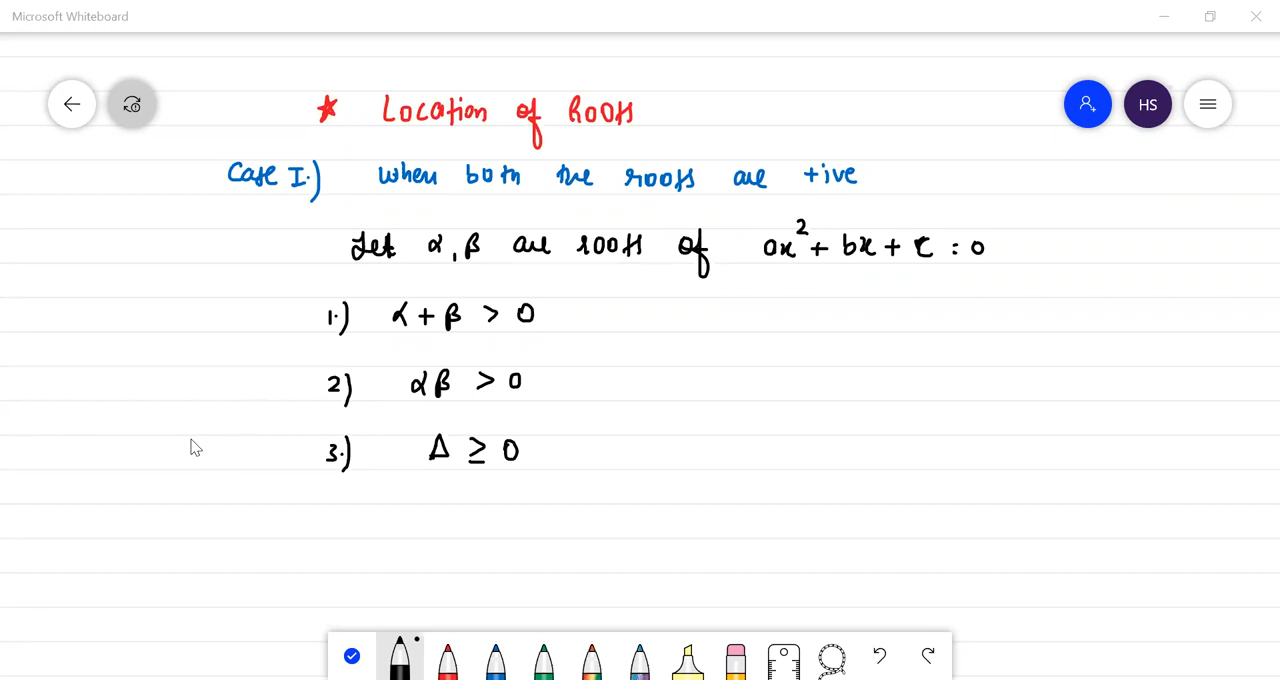 Microsoft Whiteboard
HS
★ Location of Roots
Case I.) when both the roots are +ive
Let α, β are roots of ax² + bx + c = 0
1.) α + β > 0
2) αβ > 0
3.) Δ ≥ 0